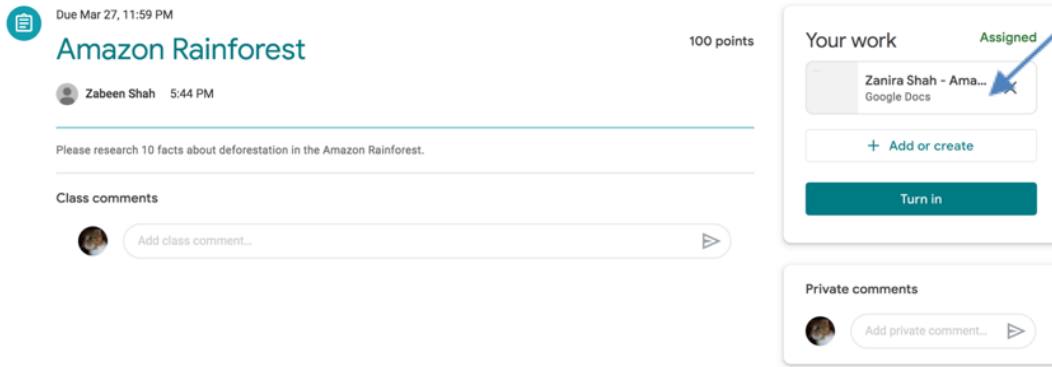 Due Mar 27, 11:59 PM
Amazon Rainforest
100 points
Zabeen Shah 5:44 PM
Please research 10 facts about deforestation in the Amazon Rainforest.
Class comments
Add class comment...
Your work
Assigned
Zanira Shah - Ama...
Google Docs
+ Add or create
Turn in
Private comments
Add private comment...